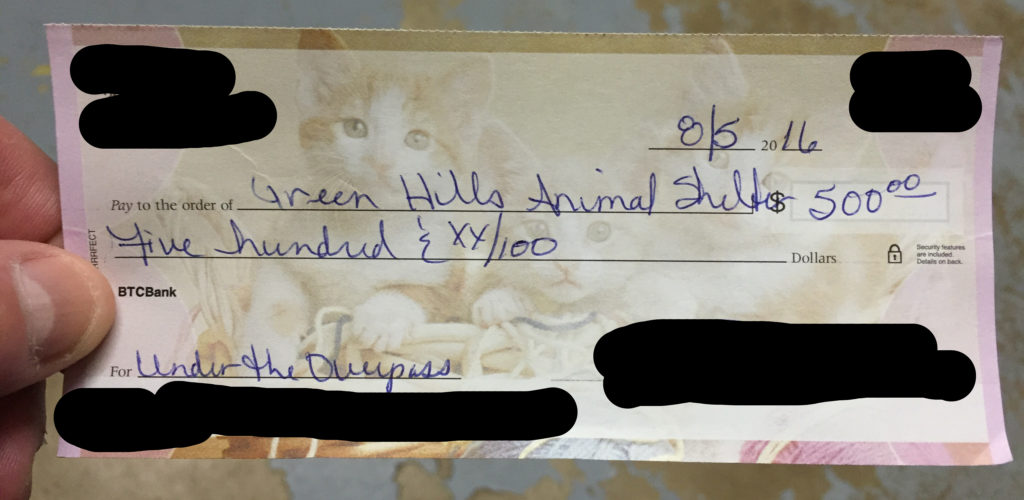 8/5 2016
Pay to the order of Green Hills Animal Shelter $ 500 00
Five hundred & XX/100 Dollars
Security features
are included.
Details on back.
BTCBank
For Under the Overpass